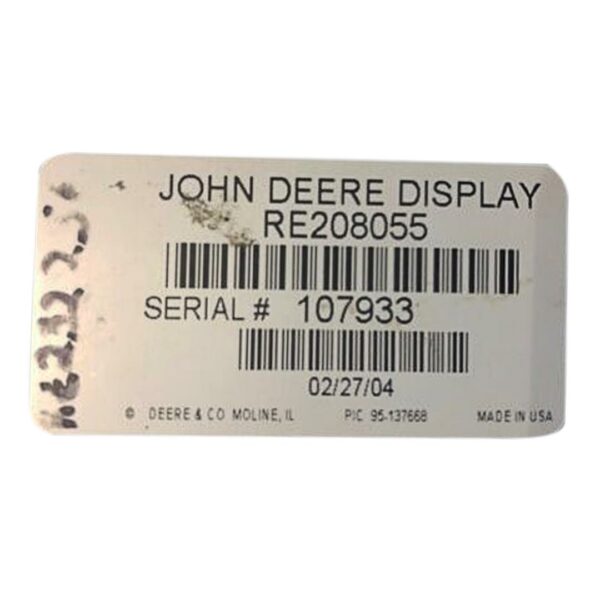 JOHN DEERE DISPLAY
RE208055
SERIAL # 107933
02/27/04
© DEERE & CO MOLINE, IL PIC 95-137668 MADE IN USA